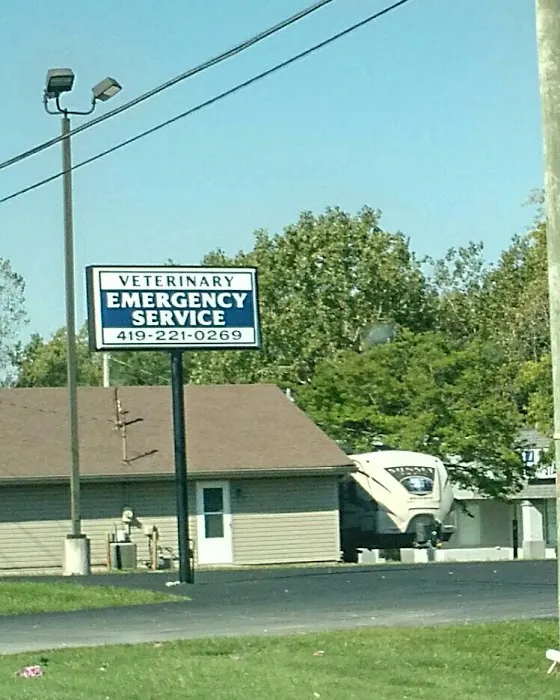 VETERINARY
EMERGENCY
SERVICE
419-221-0269